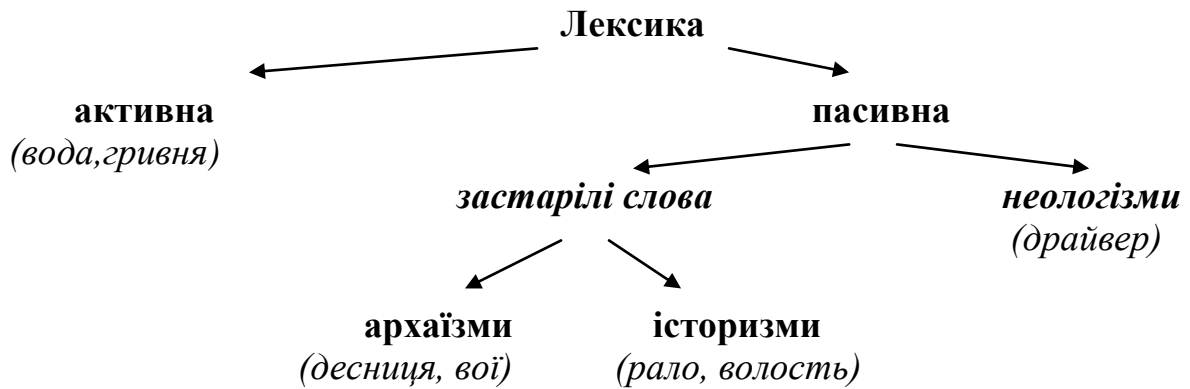 Лексика
активна
пасивна
(вода,гривня)
застарілі слова
неологізми
(драйвер)
архаїзми
історизми
(десниця, вої)
(рало, волость)